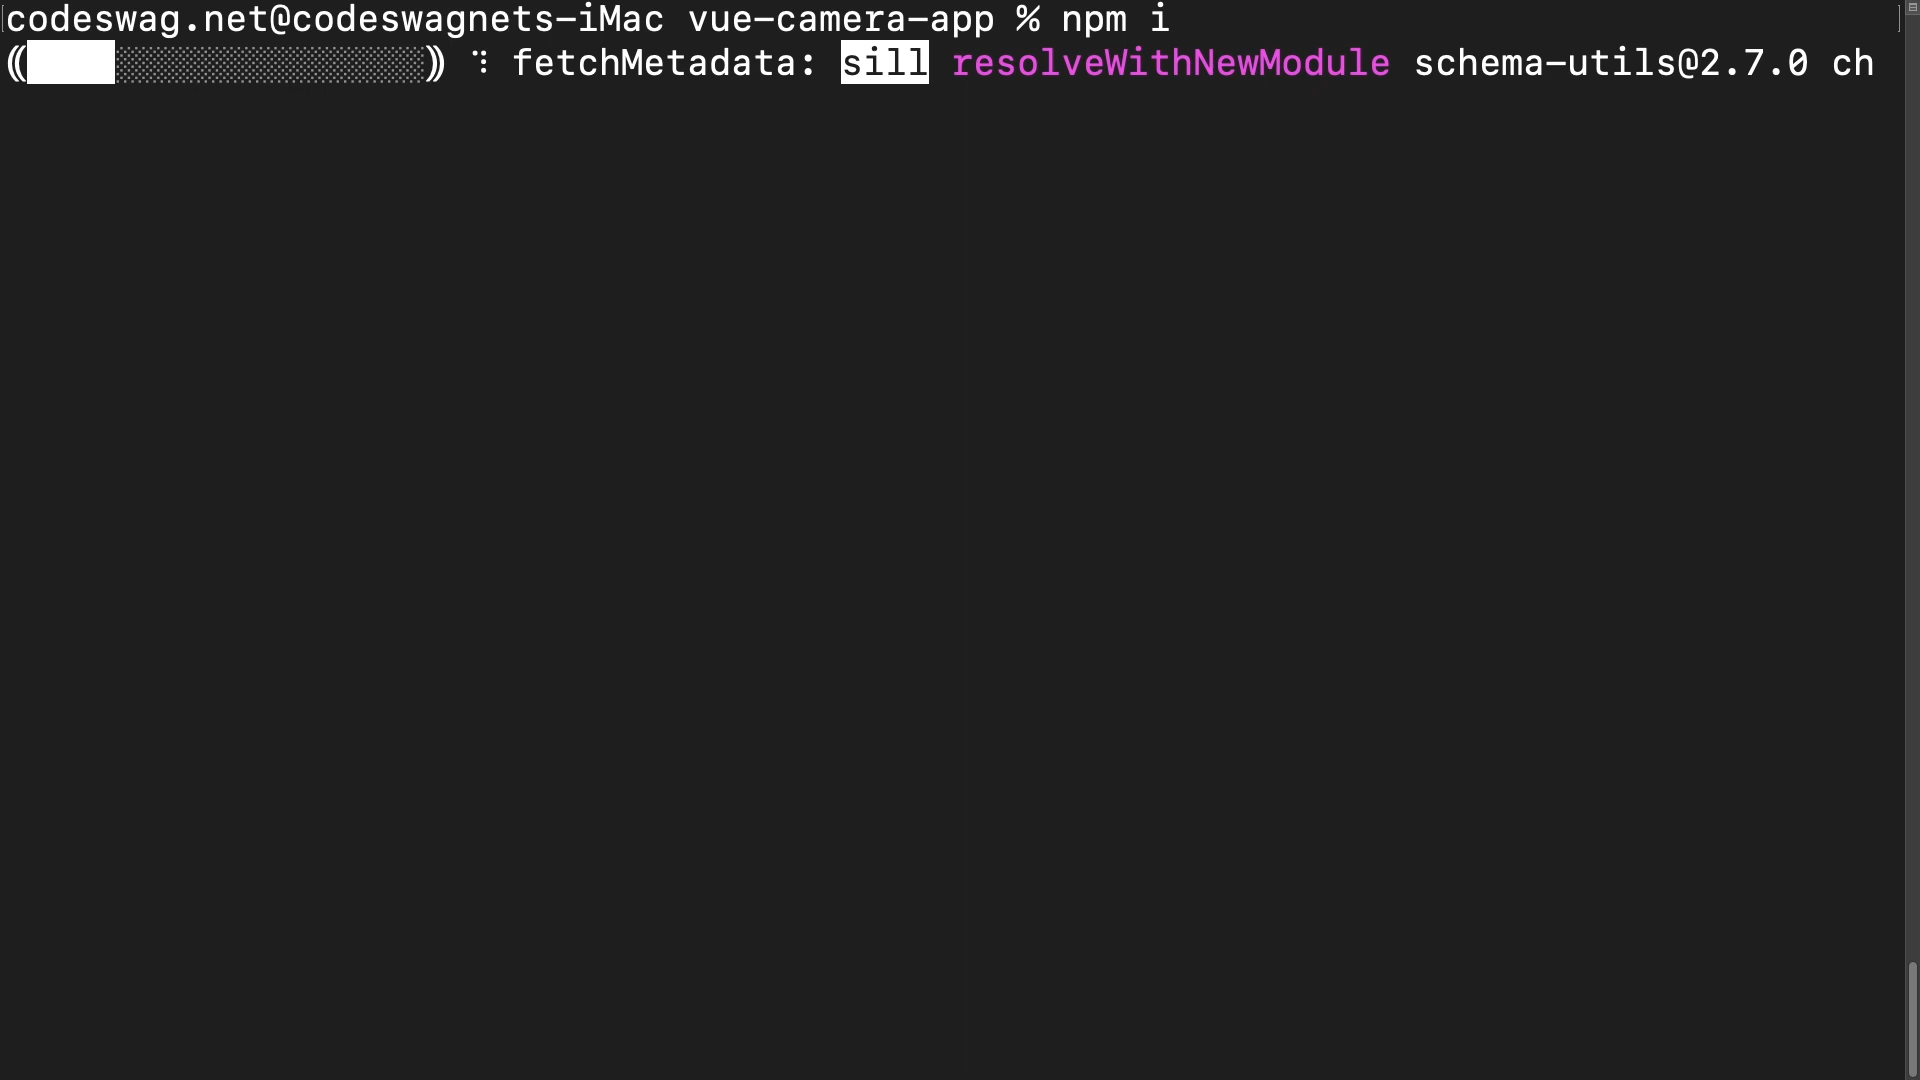 codeswag.net@codeswagnets-iMac vue-camera-app % npm i
((████░░░░░░░░░░░░░░)) ⠹ fetchMetadata: sill resolveWithNewModule schema-utils@2.7.0 ch